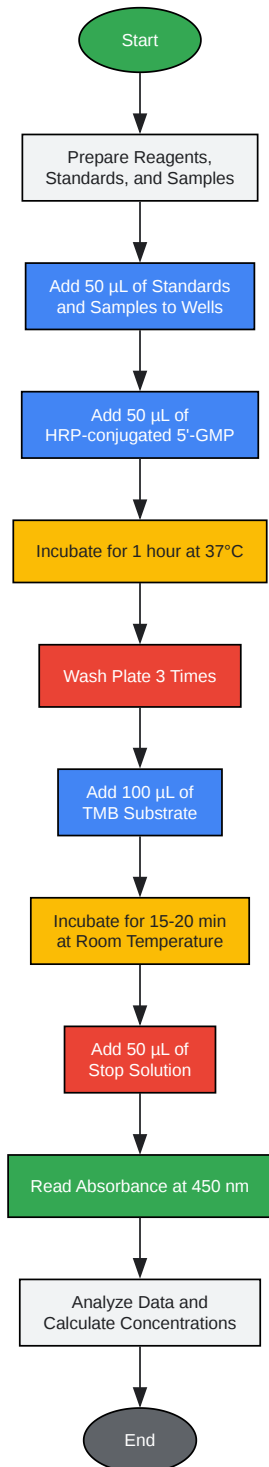 Start
Prepare Reagents,
Standards, and Samples
Add 50 µL of Standards
and Samples to Wells
Add 50 µL of
HRP-conjugated 5'-GMP
Incubate for 1 hour at 37°C
Wash Plate 3 Times
Add 100 µL of
TMB Substrate
Incubate for 15-20 min
at Room Temperature
Add 50 µL of
Stop Solution
Read Absorbance at 450 nm
Analyze Data and
Calculate Concentrations
End